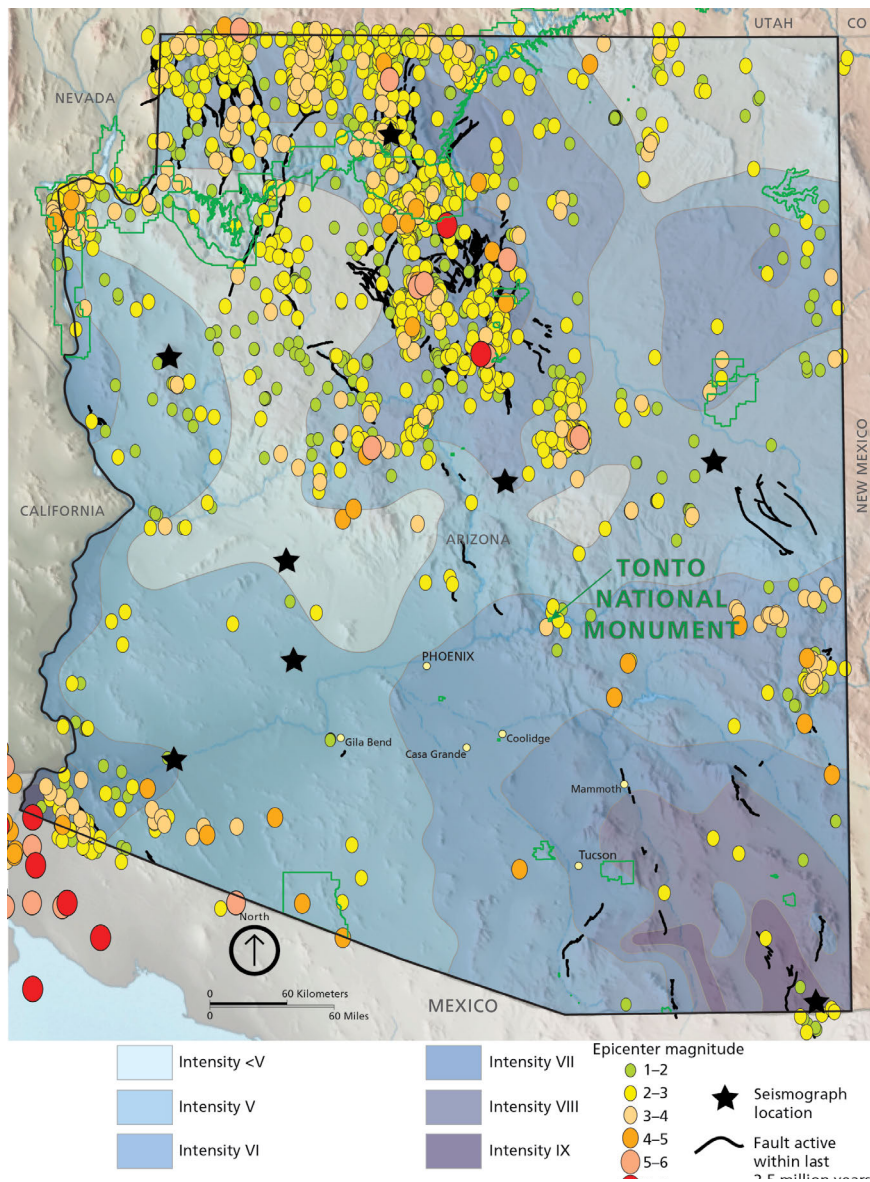 UTAH
CO
NEVADA
NEW MEXICO
CALIFORNIA
ARIZONA
TONTO
NATIONAL
MONUMENT
PHOENIX
Gila Bend
Casa Grande
Coolidge
Mammoth
Tucson
North
0 60 Kilometers
0 60 Miles
MEXICO
Intensity <V
Intensity V
Intensity VI
Intensity VII
Intensity VIII
Intensity IX
Epicenter magnitude
1–2
2–3
3–4
4–5
5–6
Seismograph
location
Fault active
within last